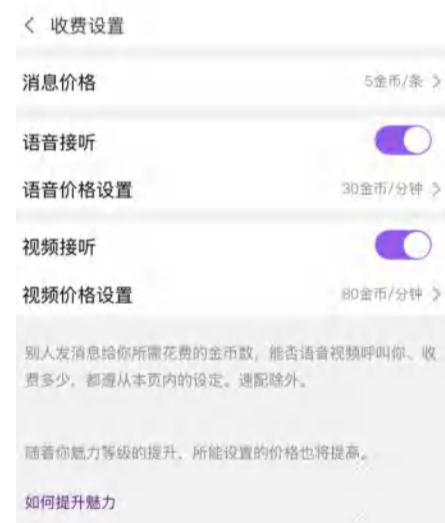 收费设置
消息价格 5金币/条
语音接听
语音价格设置 30金币/分钟
视频接听
视频价格设置 80金币/分钟
别人发消息给你所需花费的金币数，能否语音视频呼叫你、收
费多少，都遵从本页内的设定。速配除外。
随着你魅力等级的提升，所能设置的价格也将提高。
如何提升魅力